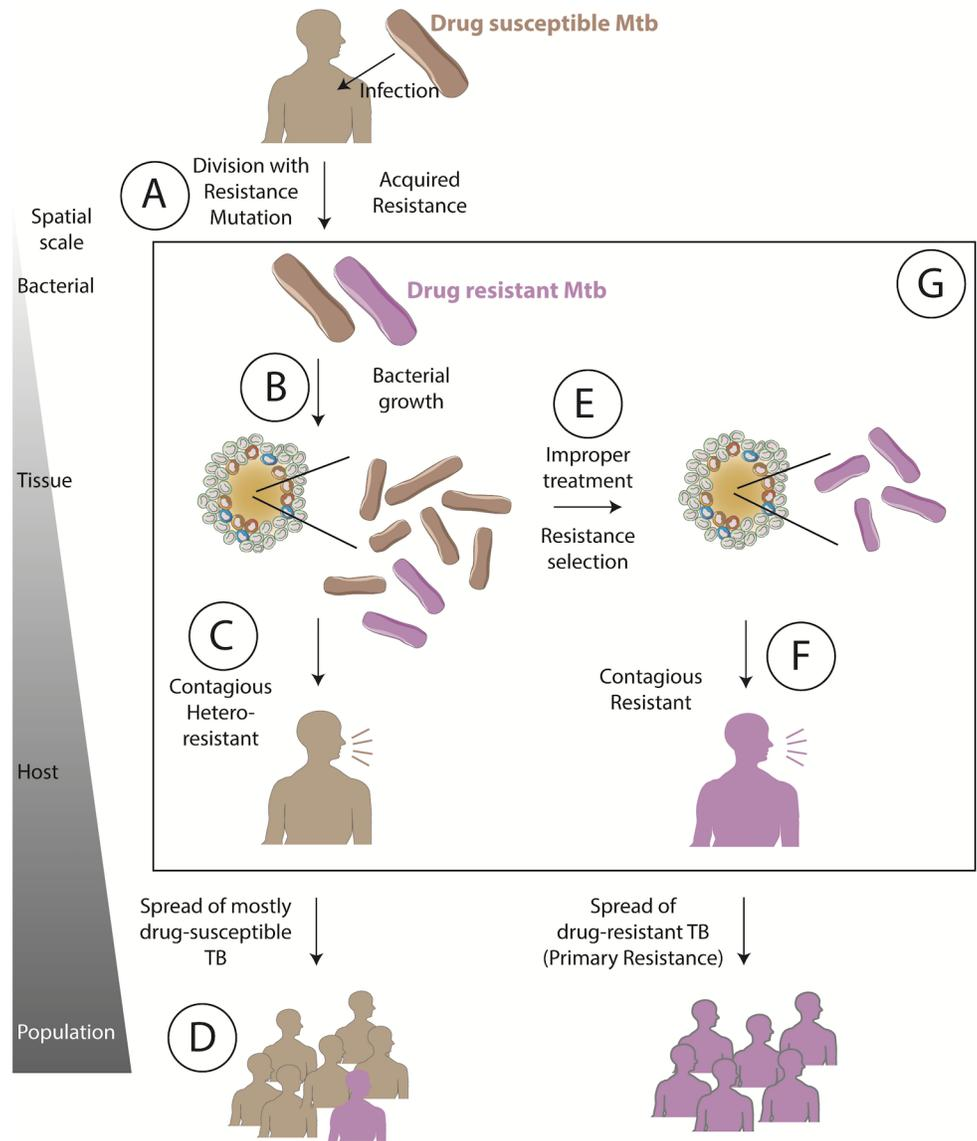 Drug susceptible Mtb
Infection
A
Division with
Resistance
Mutation
Acquired
Resistance
Spatial
scale
Bacterial
Drug resistant Mtb
G
B
Bacterial
growth
E
Improper
treatment
Resistance
selection
Tissue
C
Contagious
Hetero-
resistant
F
Contagious
Resistant
Host
Spread of mostly
drug-susceptible
TB
Spread of
drug-resistant TB
(Primary Resistance)
Population
D